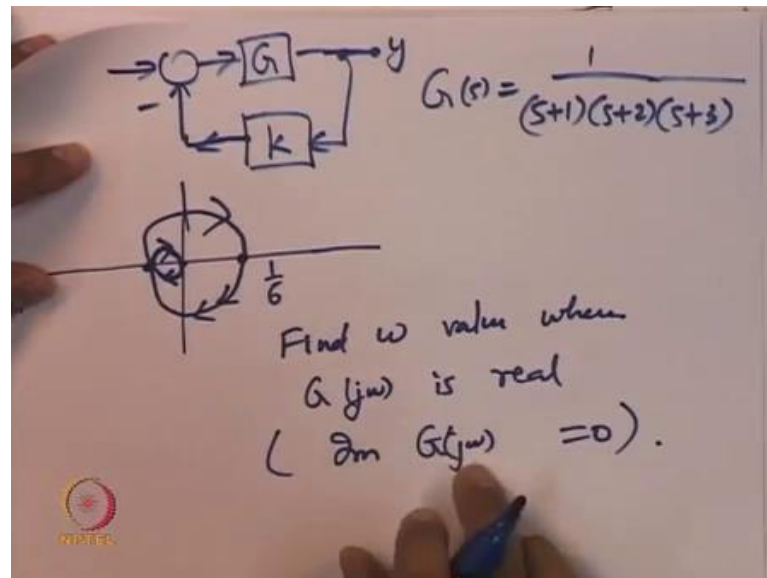 G y
-
k
G(s) = 1 / (s+1)(s+2)(s+3)
1/6
Find ω value when
G(jω) is real
( Im G(jω) =0).
NPTEL